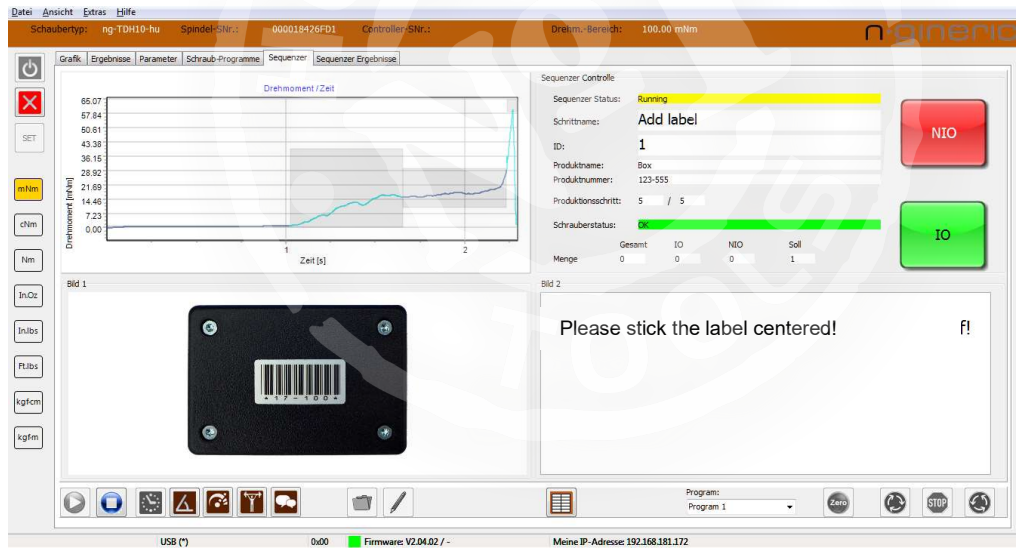 Datei Ansicht Extras Hilfe
Schaubertyp: ng-TDH10-hu Spindel-SNr.: 000018426FD1 Controller-SNr.: Drehm.-Bereich: 100.00 mNm n-gineric
Grafik Ergebnisse Parameter Schraub-Programme Sequenzer Sequenzer Ergebnisse
SET
mNm
cNm
Nm
In.Oz
In.lbs
Ft.lbs
kgf-cm
kgf-m
Drehmoment / Zeit
Drehmoment [mNm]
65.07
57.84
50.61
43.38
36.15
28.92
21.69
14.46
7.23
0.00
1 2
Zeit [s]
Sequenzer Controlle
Sequenzer Status: Running
Schrittname: Add label
ID: 1
Produktname: Box
Produktnummer: 123-555
Produktionsschritt: 5 / 5
Schrauberstatus: OK
Gesamt IO NIO Soll
Menge 0 0 0 1
NIO
IO
Bild 1
*17-100*
Bild 2
Please stick the label centered! f!
Program:
Program 1
Zero
STOP
USB (*) 0x00 Firmware: V2.04.02 / - Meine IP-Adresse: 192.168.181.172